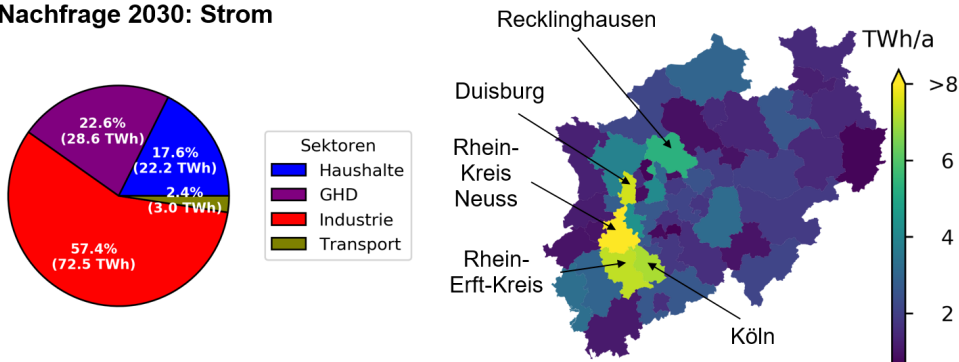 Nachfrage 2030: Strom
22.6%
(28.6 TWh)
17.6%
(22.2 TWh)
2.4%
(3.0 TWh)
57.4%
(72.5 TWh)
Sektoren
Haushalte
GHD
Industrie
Transport
Recklinghausen
Duisburg
Rhein-
Kreis
Neuss
Rhein-
Erft-Kreis
Köln
TWh/a
>8
6
4
2